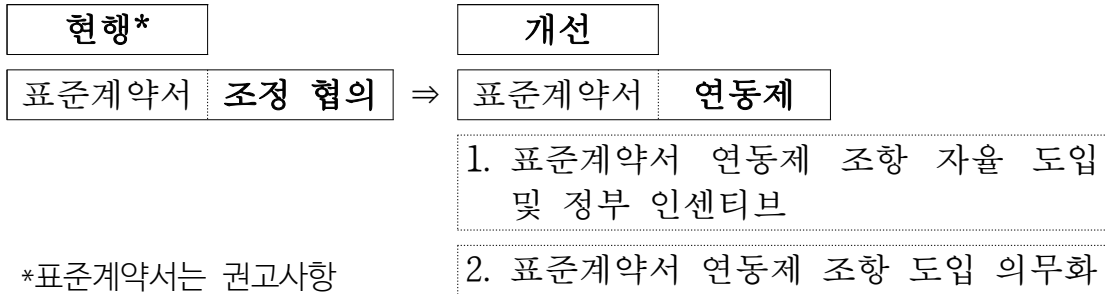 현행*
개선
표준계약서 조정 협의 ⇒ 표준계약서 연동제
1. 표준계약서 연동제 조항 자율 도입
및 정부 인센티브
*표준계약서는 권고사항
2. 표준계약서 연동제 조항 도입 의무화